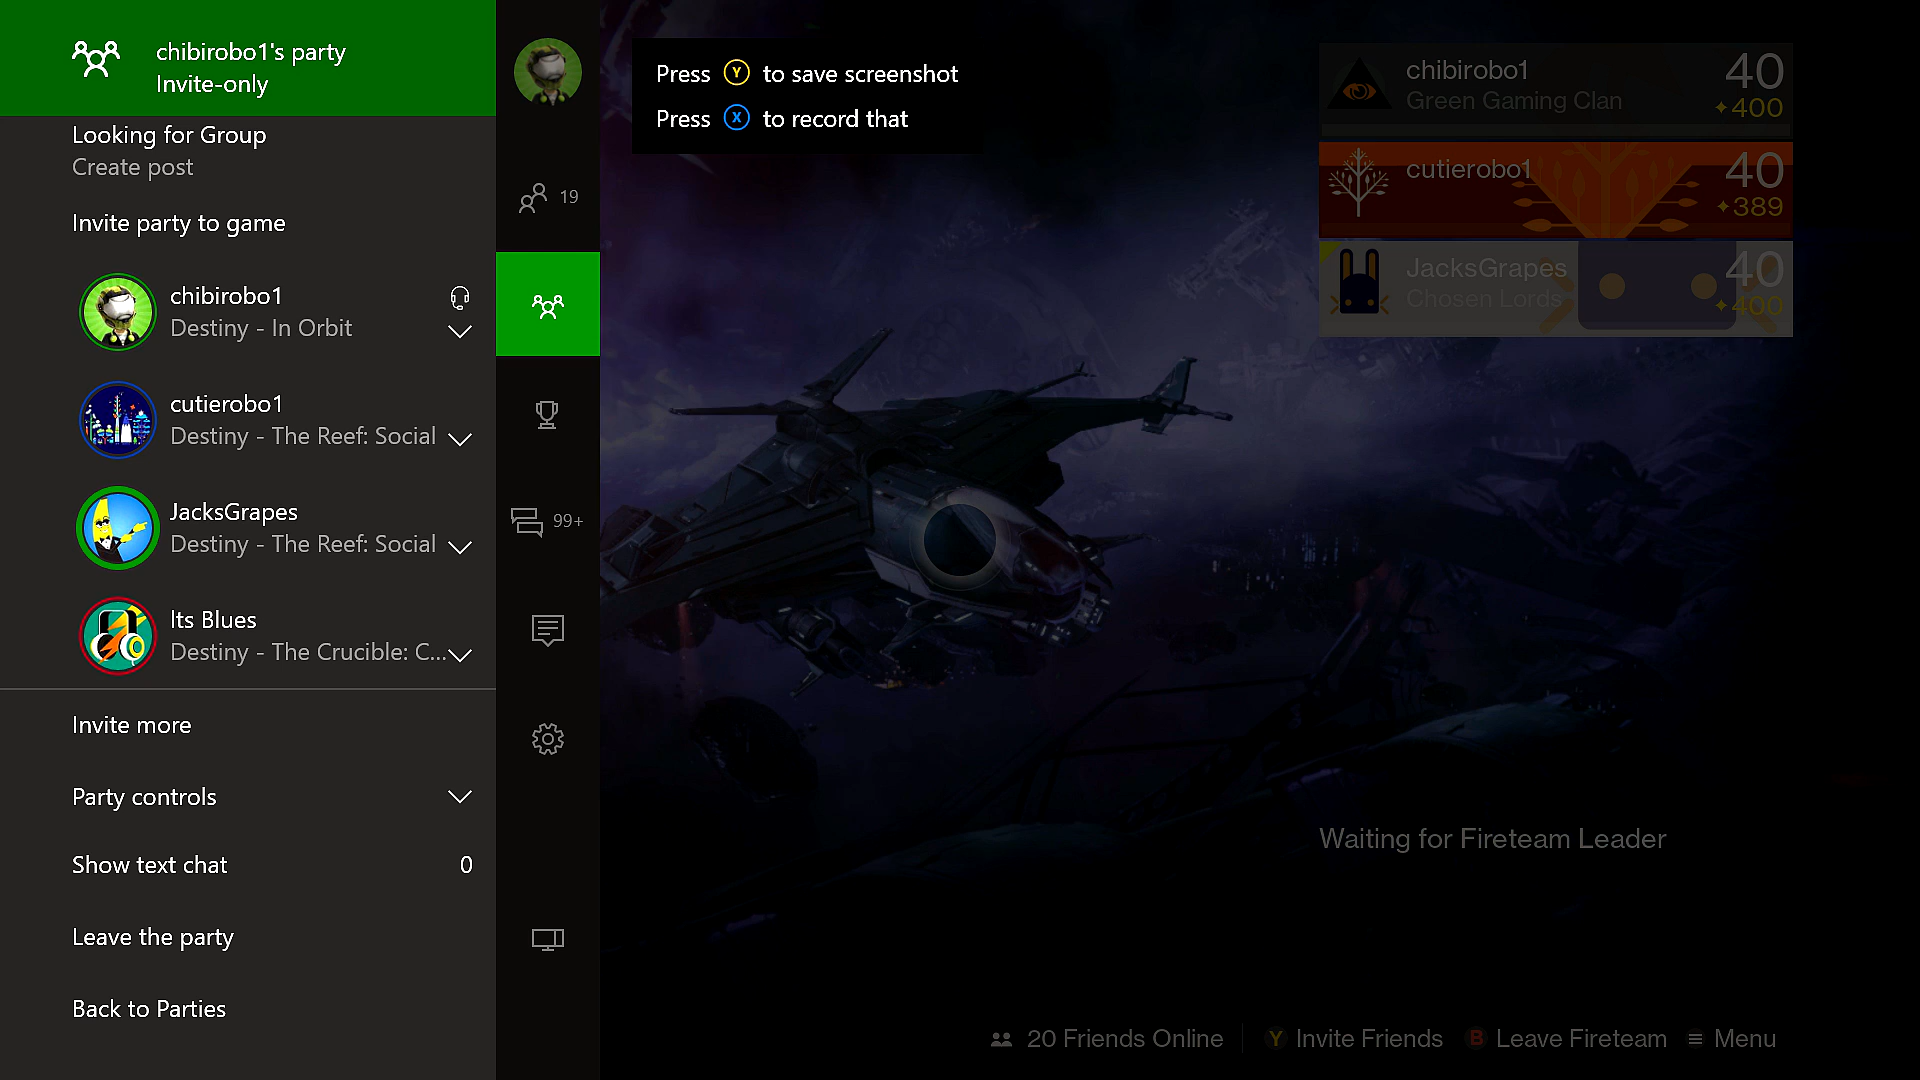 chibirobo1's party
Invite-only
Looking for Group
Create post
Invite party to game
chibirobo1
Destiny - In Orbit
cutierobo1
Destiny - The Reef: Social
JacksGrapes
Destiny - The Reef: Social
Its Blues
Destiny - The Crucible: C...
Invite more
Party controls
Show text chat 0
Leave the party
Back to Parties
19
99+
Press Y to save screenshot
Press X to record that
chibirobo1 40
Green Gaming Clan 400
cutierobo1 40
389
JacksGrapes 40
Chosen Lords 400
Waiting for Fireteam Leader
20 Friends Online Y Invite Friends B Leave Fireteam Menu